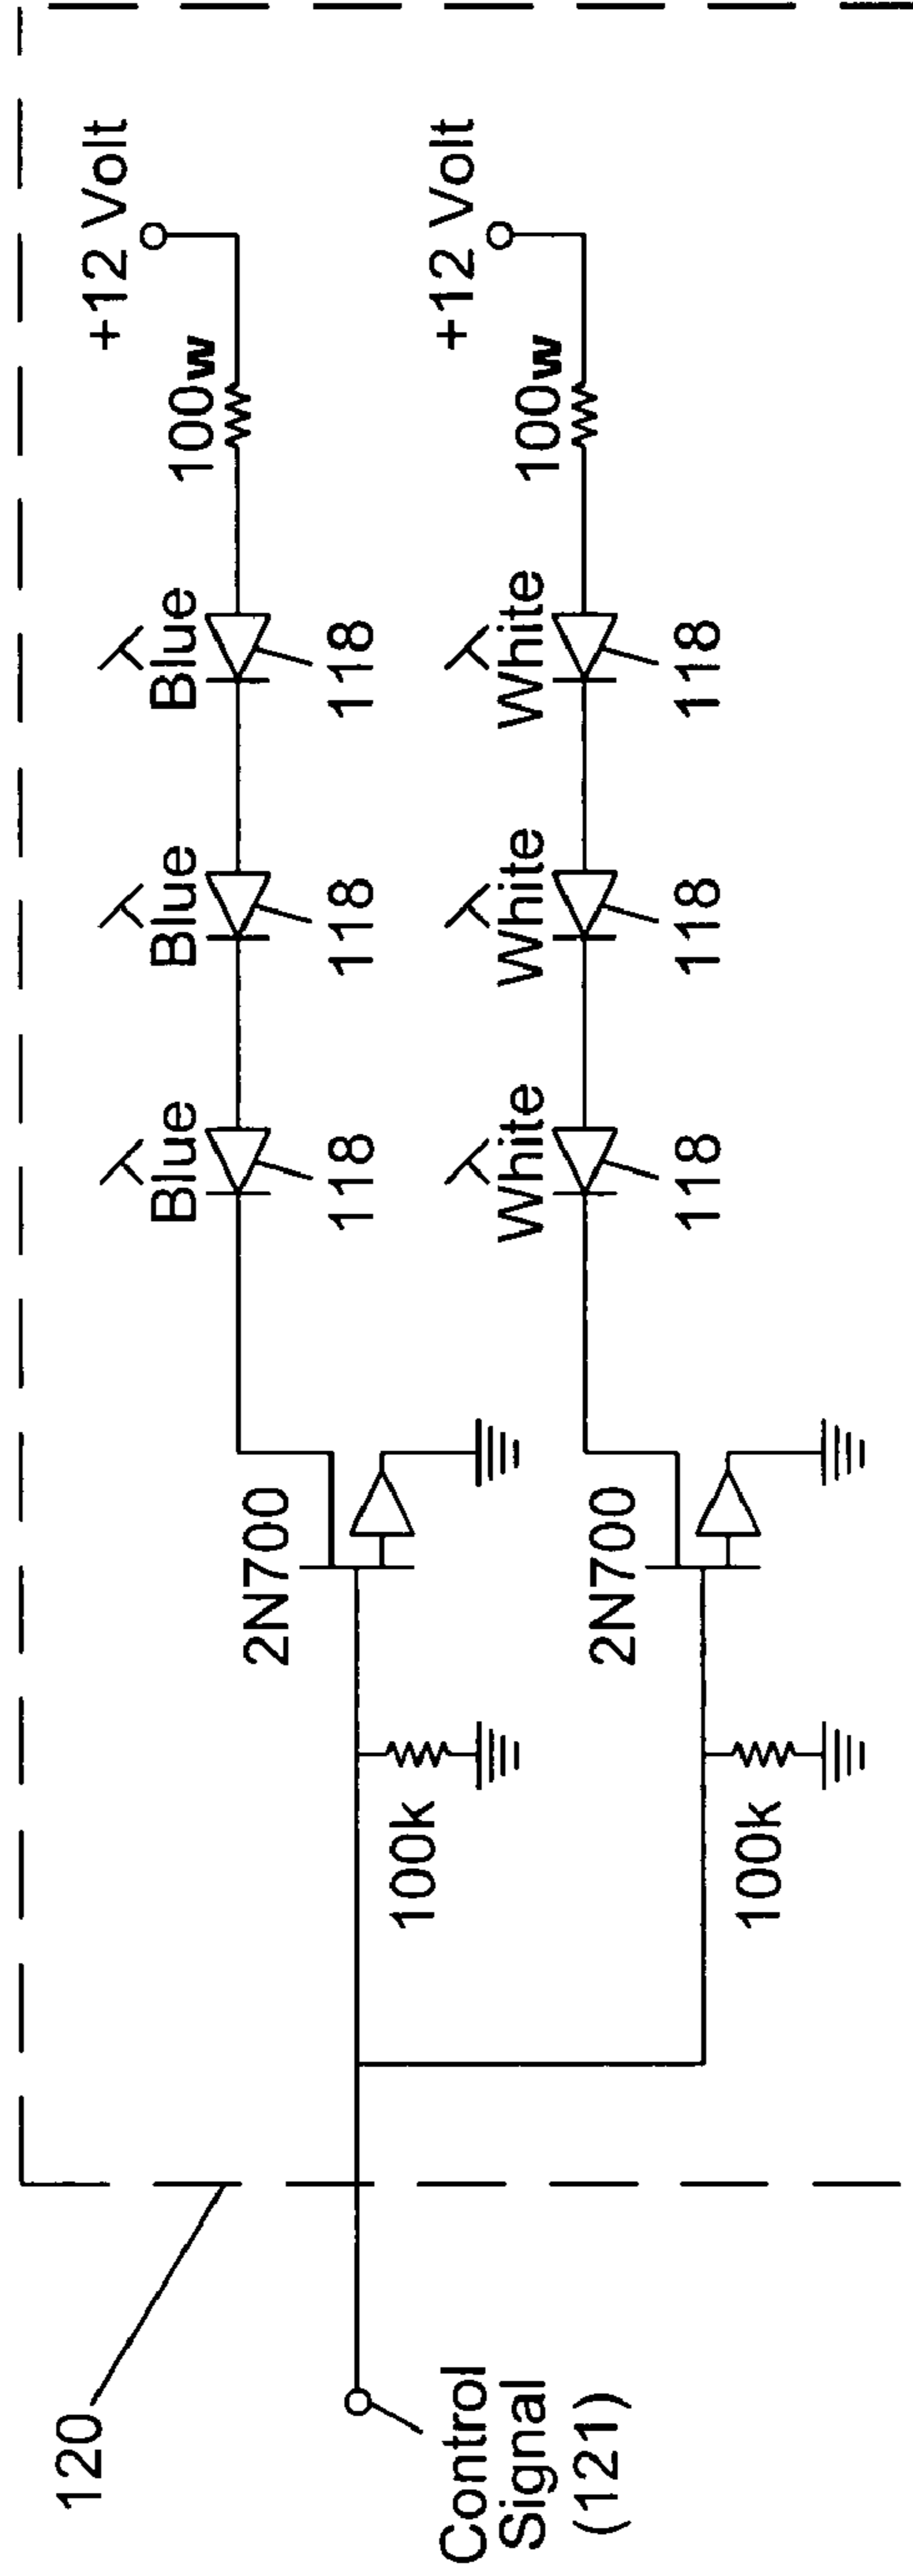 120
Control
Signal
(121)
+12 Volt
100w
Blue
Blue
Blue
118
118
118
2N700
100k
+12 Volt
100w
White
White
White
118
118
118
2N700
100k